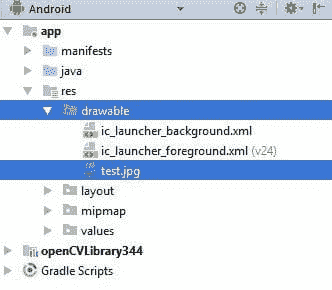 Android
app
manifests
java
res
drawable
ic_launcher_background.xml
ic_launcher_foreground.xml (v24)
test.jpg
layout
mipmap
values
openCVLibrary344
Gradle Scripts